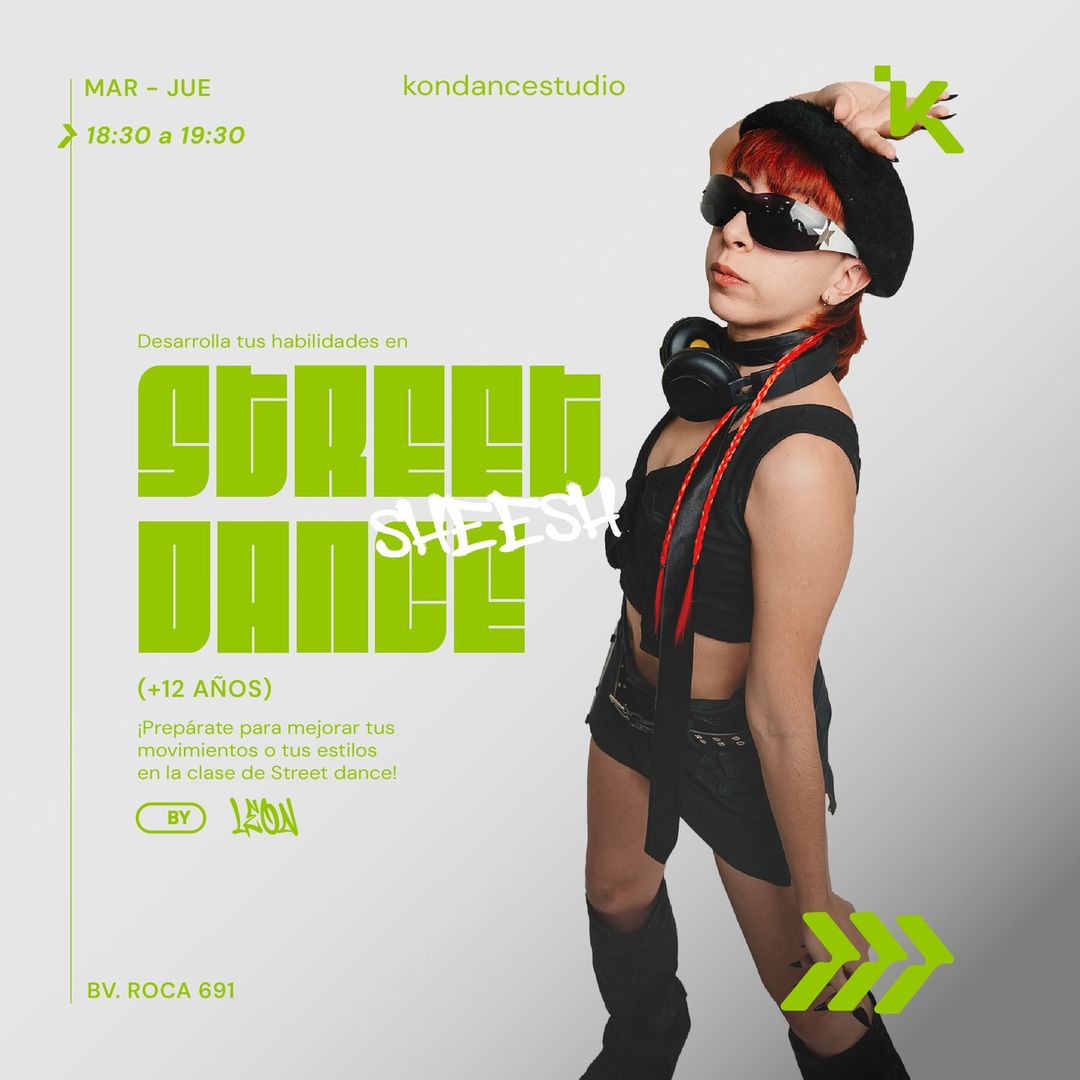 MAR - JUE
18:30 a 19:30
kondancestudio
K
Desarrolla tus habilidades en
STREET
SHEESH
DANCE
(+12 AÑOS)
¡Prepárate para mejorar tus
movimientos o tus estilos
en la clase de Street dance!
BY LEON
BV. ROCA 691